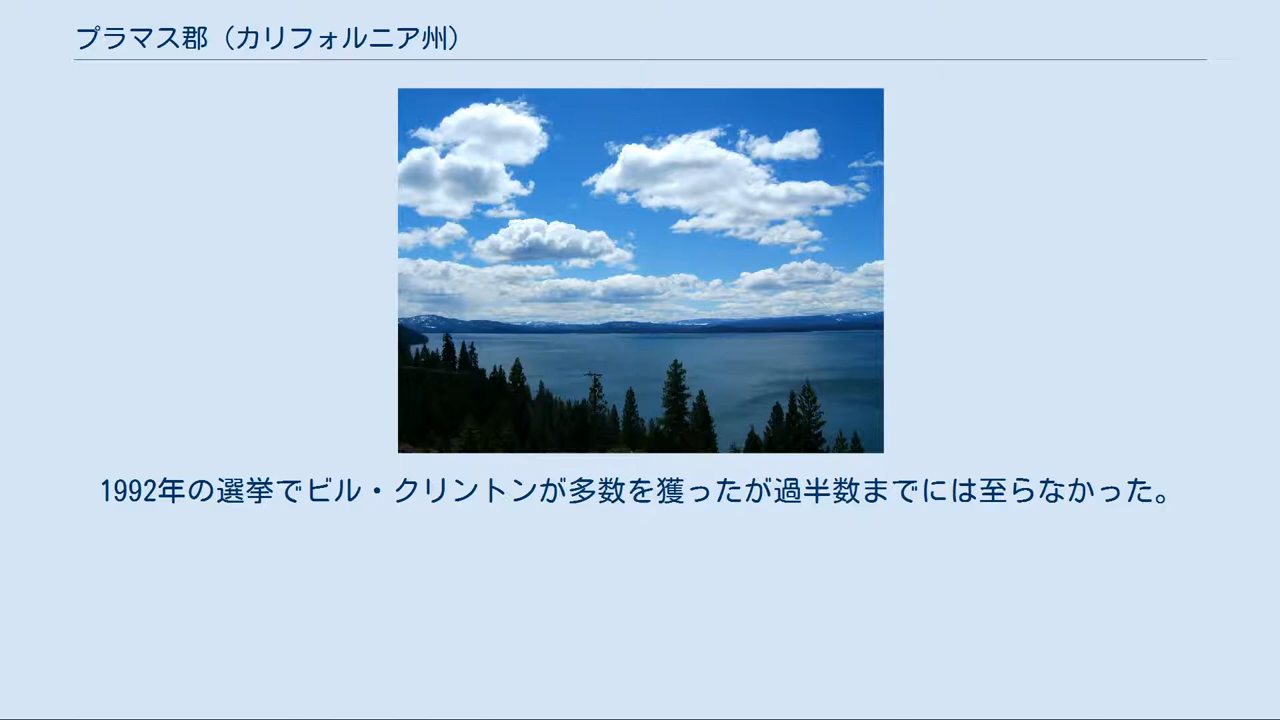 プラマス郡（カリフォルニア州）
1992年の選挙でビル・クリントンが多数を獲ったが過半数までには至らなかった。